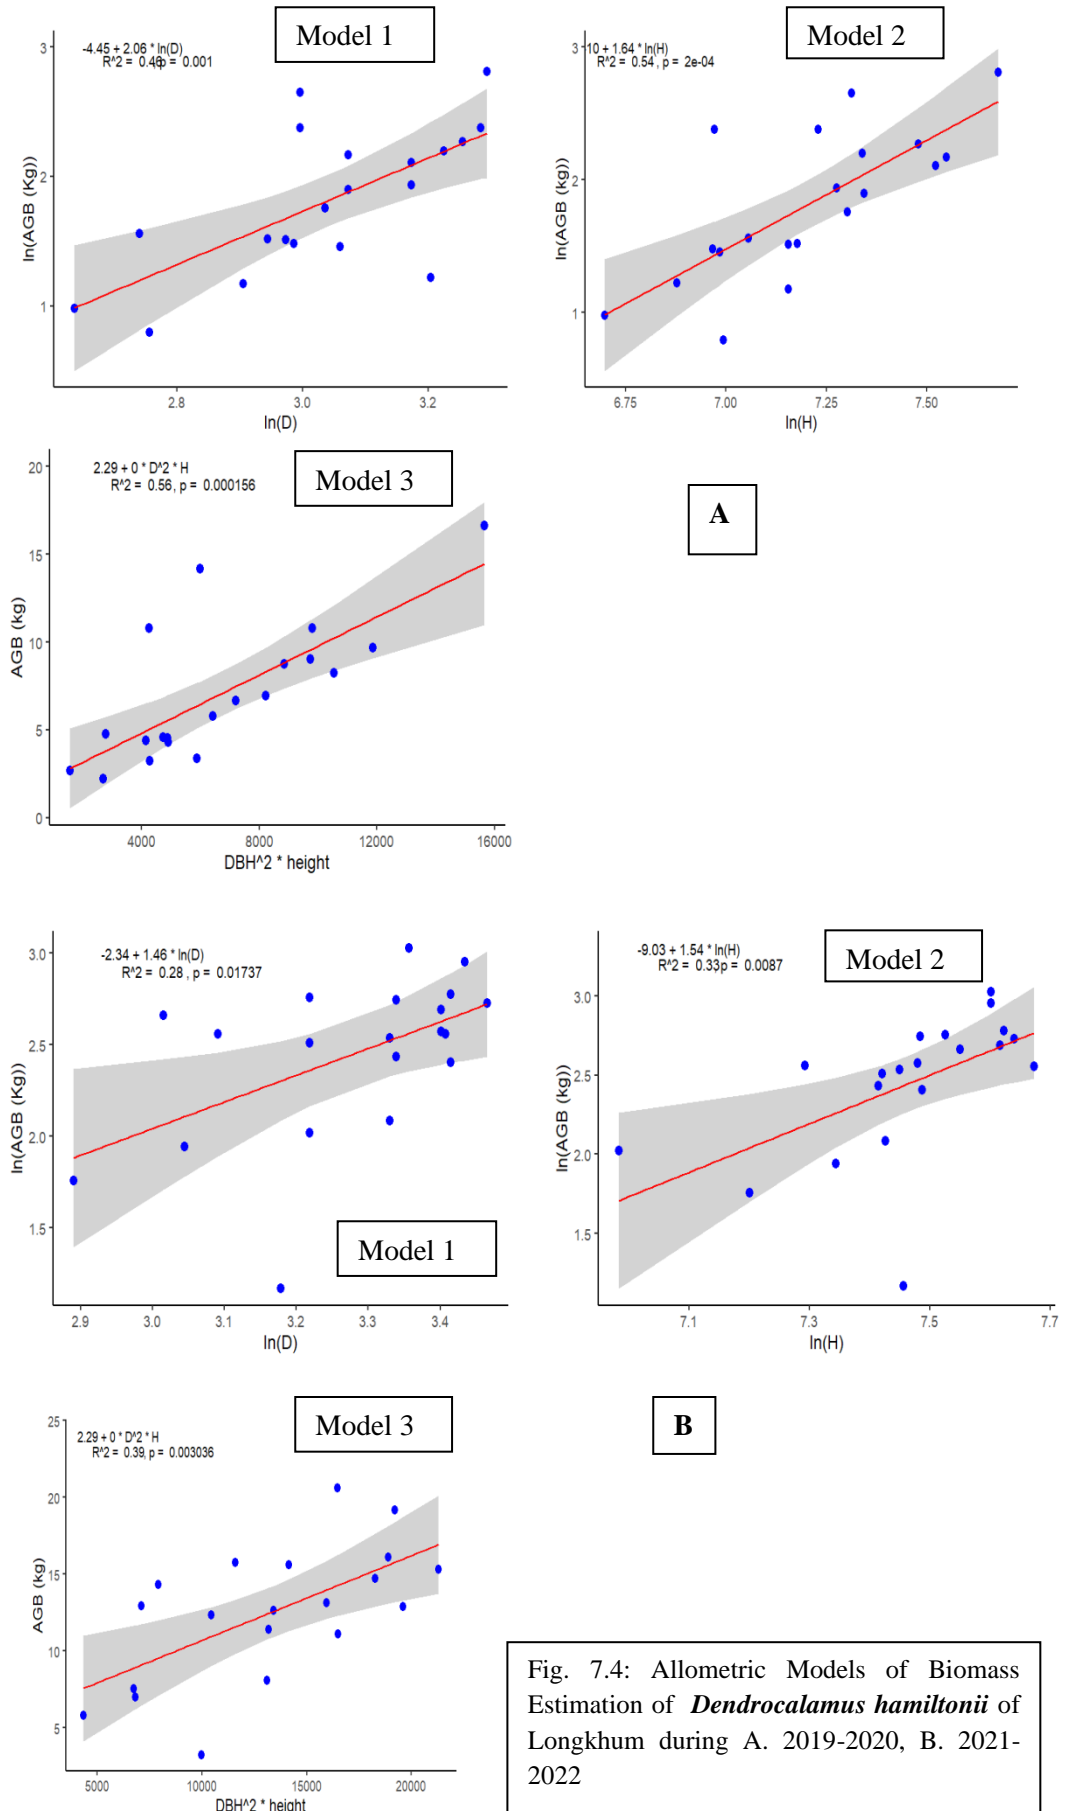 Model 1
-4.45 + 2.06 * ln(D)
R^2 = 0.46, p = 0.001
3
2
1
ln(AGB (Kg))
2.8 3.0 3.2
ln(D)
Model 2
10 + 1.64 * ln(H)
R^2 = 0.54, p = 2e-04
3
2
1
ln(AGB (Kg))
6.75 7.00 7.25 7.50
ln(H)
Model 3
2.29 + 0 * D^2 * H
R^2 = 0.56, p = 0.000156
20
15
10
5
0
AGB (kg)
4000 8000 12000 16000
DBH^2 * height
A
-2.34 + 1.46 * ln(D)
R^2 = 0.28, p = 0.01737
3.0
2.5
2.0
1.5
ln(AGB (Kg))
Model 1
2.9 3.0 3.1 3.2 3.3 3.4
ln(D)
Model 2
-9.03 + 1.54 * ln(H)
R^2 = 0.33, p = 0.0087
3.0
2.5
2.0
1.5
ln(AGB (kg))
7.1 7.3 7.5 7.7
ln(H)
Model 3
2.29 + 0 * D^2 * H
R^2 = 0.39, p = 0.003036
25
20
15
10
5
AGB (kg)
5000 10000 15000 20000
DBH^2 * height
B
Fig. 7.4: Allometric Models of Biomass
Estimation of Dendrocalamus hamiltonii of
Longkhum during A. 2019-2020, B. 2021-
2022